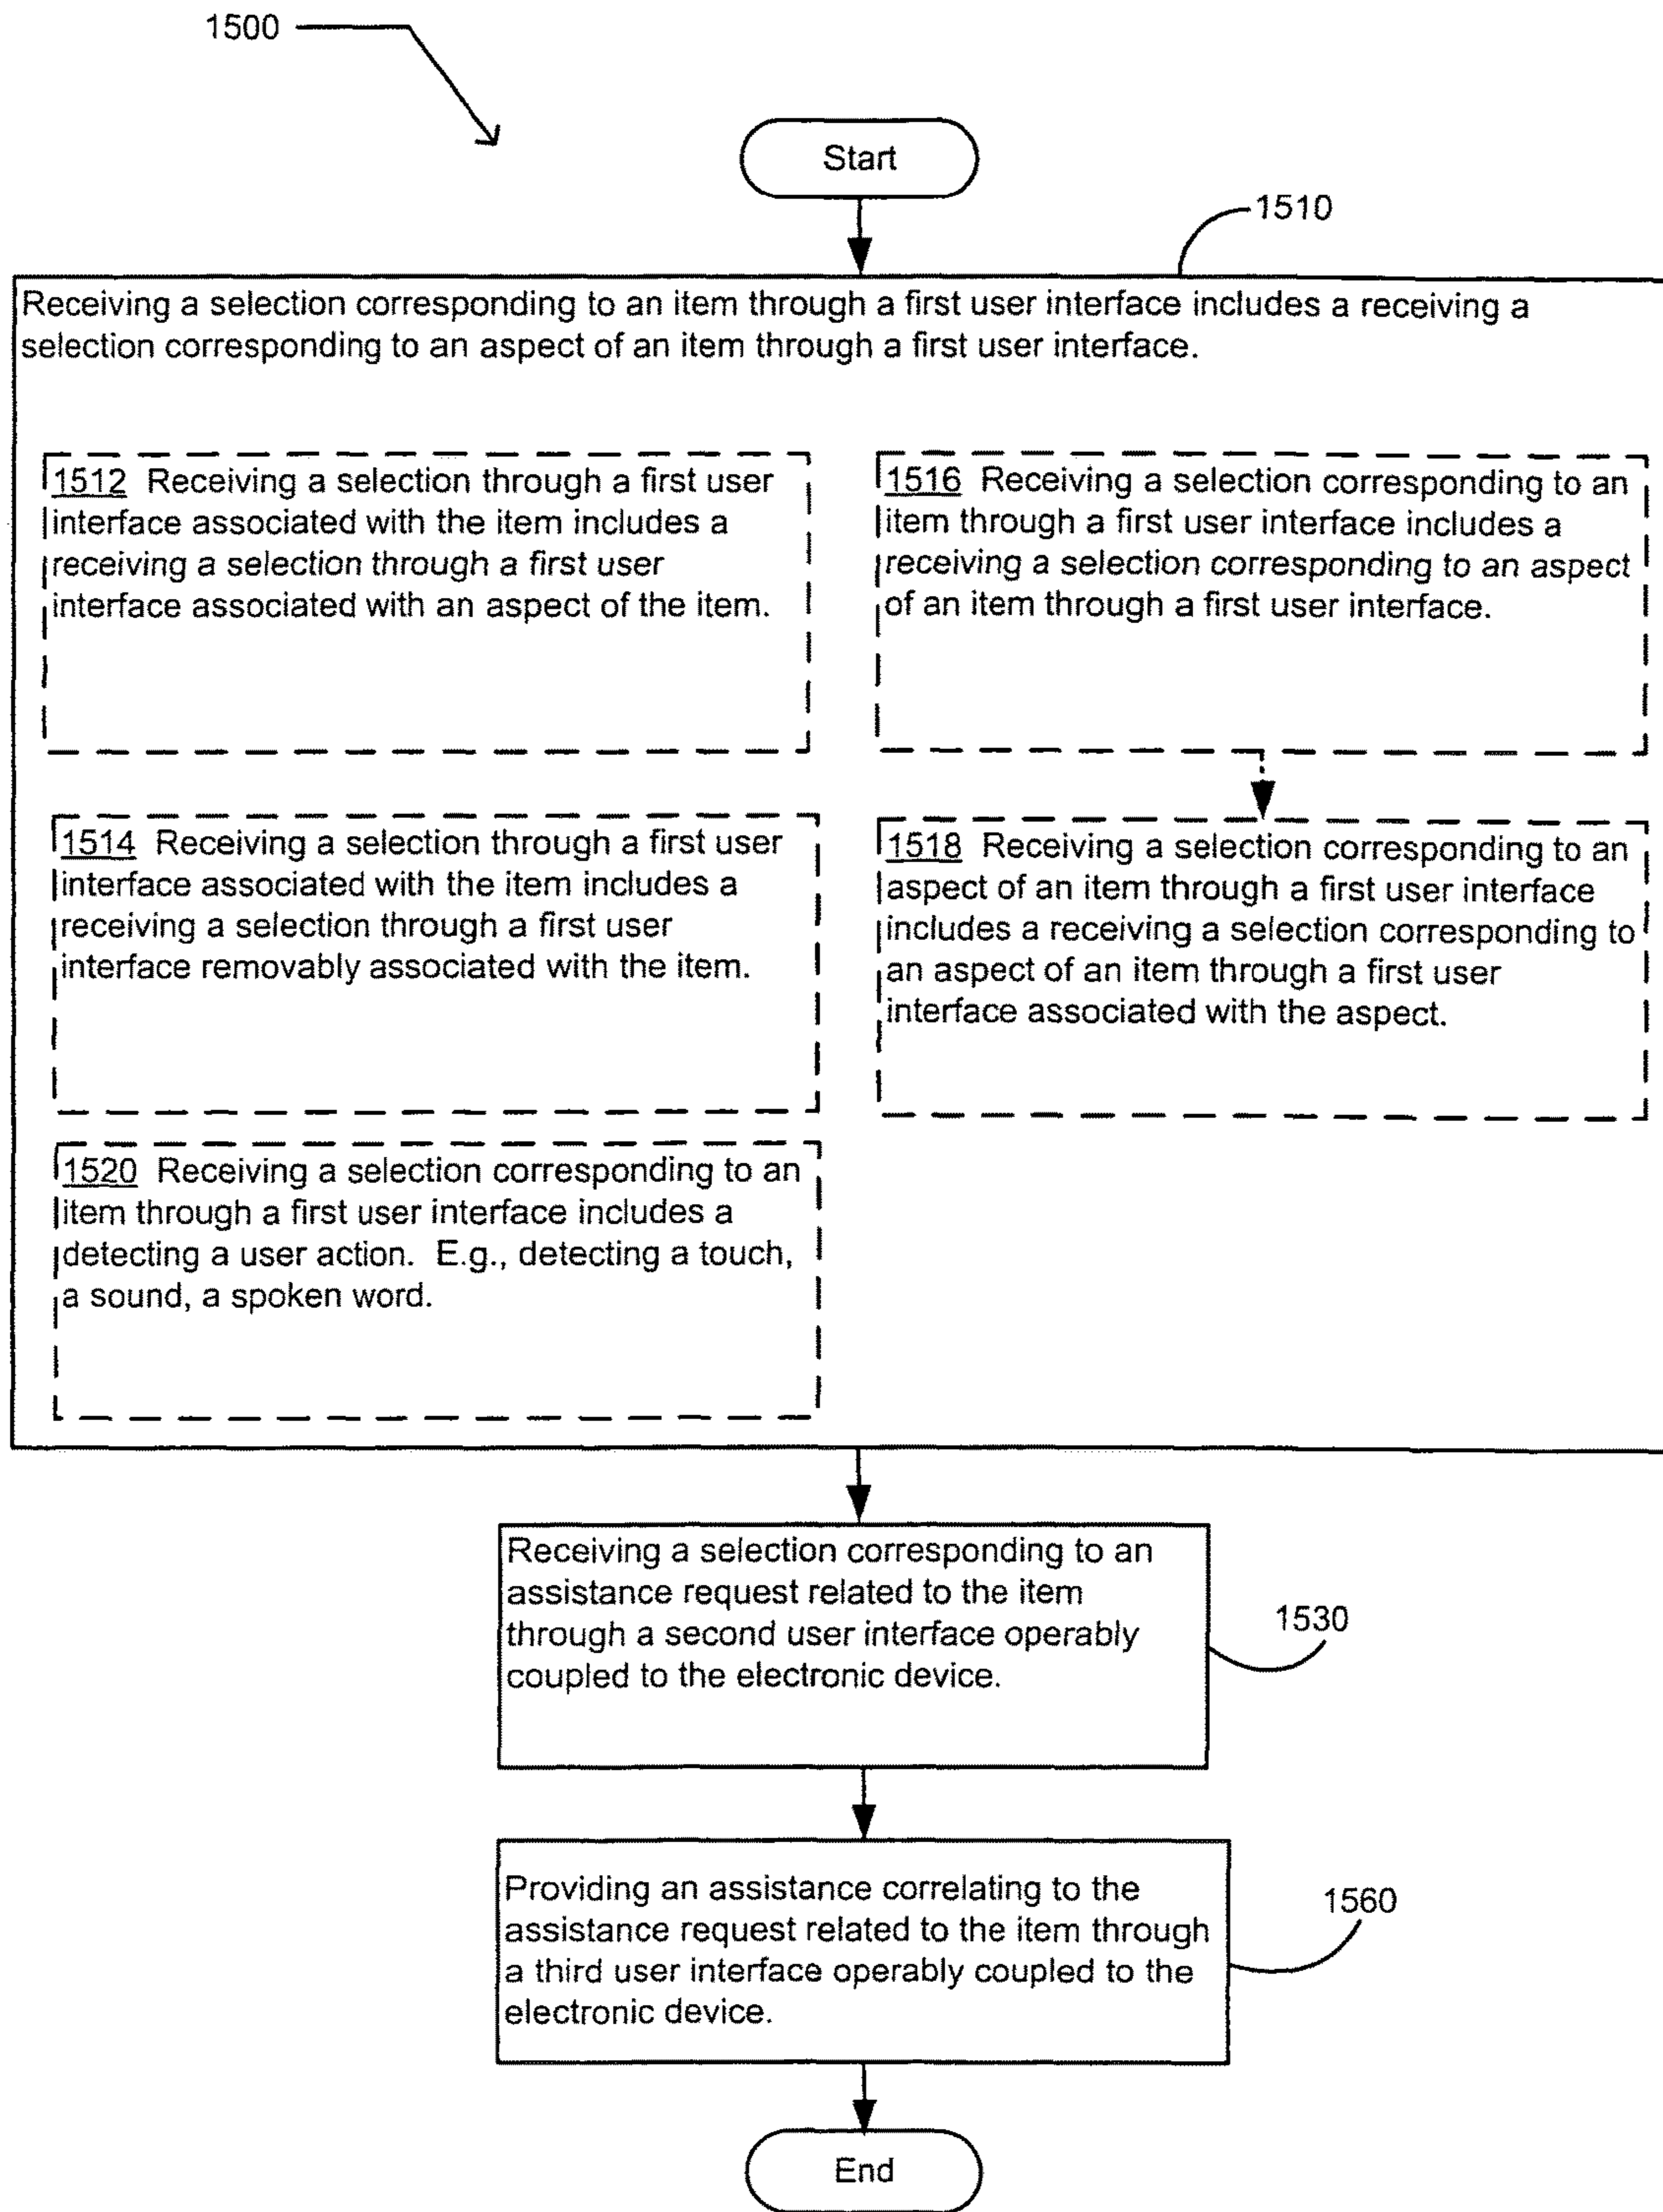 1500
Start
1510
Receiving a selection corresponding to an item through a first user interface includes a receiving a
selection corresponding to an aspect of an item through a first user interface.
1512 Receiving a selection through a first user
interface associated with the item includes a
receiving a selection through a first user
interface associated with an aspect of the item.
1516 Receiving a selection corresponding to an
item through a first user interface includes a
receiving a selection corresponding to an aspect
of an item through a first user interface.
1514 Receiving a selection through a first user
interface associated with the item includes a
receiving a selection through a first user
interface removably associated with the item.
1518 Receiving a selection corresponding to an
aspect of an item through a first user interface
includes a receiving a selection corresponding to
an aspect of an item through a first user
interface associated with the aspect.
1520 Receiving a selection corresponding to an
item through a first user interface includes a
detecting a user action. E.g., detecting a touch,
a sound, a spoken word.
Receiving a selection corresponding to an
assistance request related to the item
through a second user interface operably
coupled to the electronic device.
1530
Providing an assistance correlating to the
assistance request related to the item through
a third user interface operably coupled to the
electronic device.
1560
End